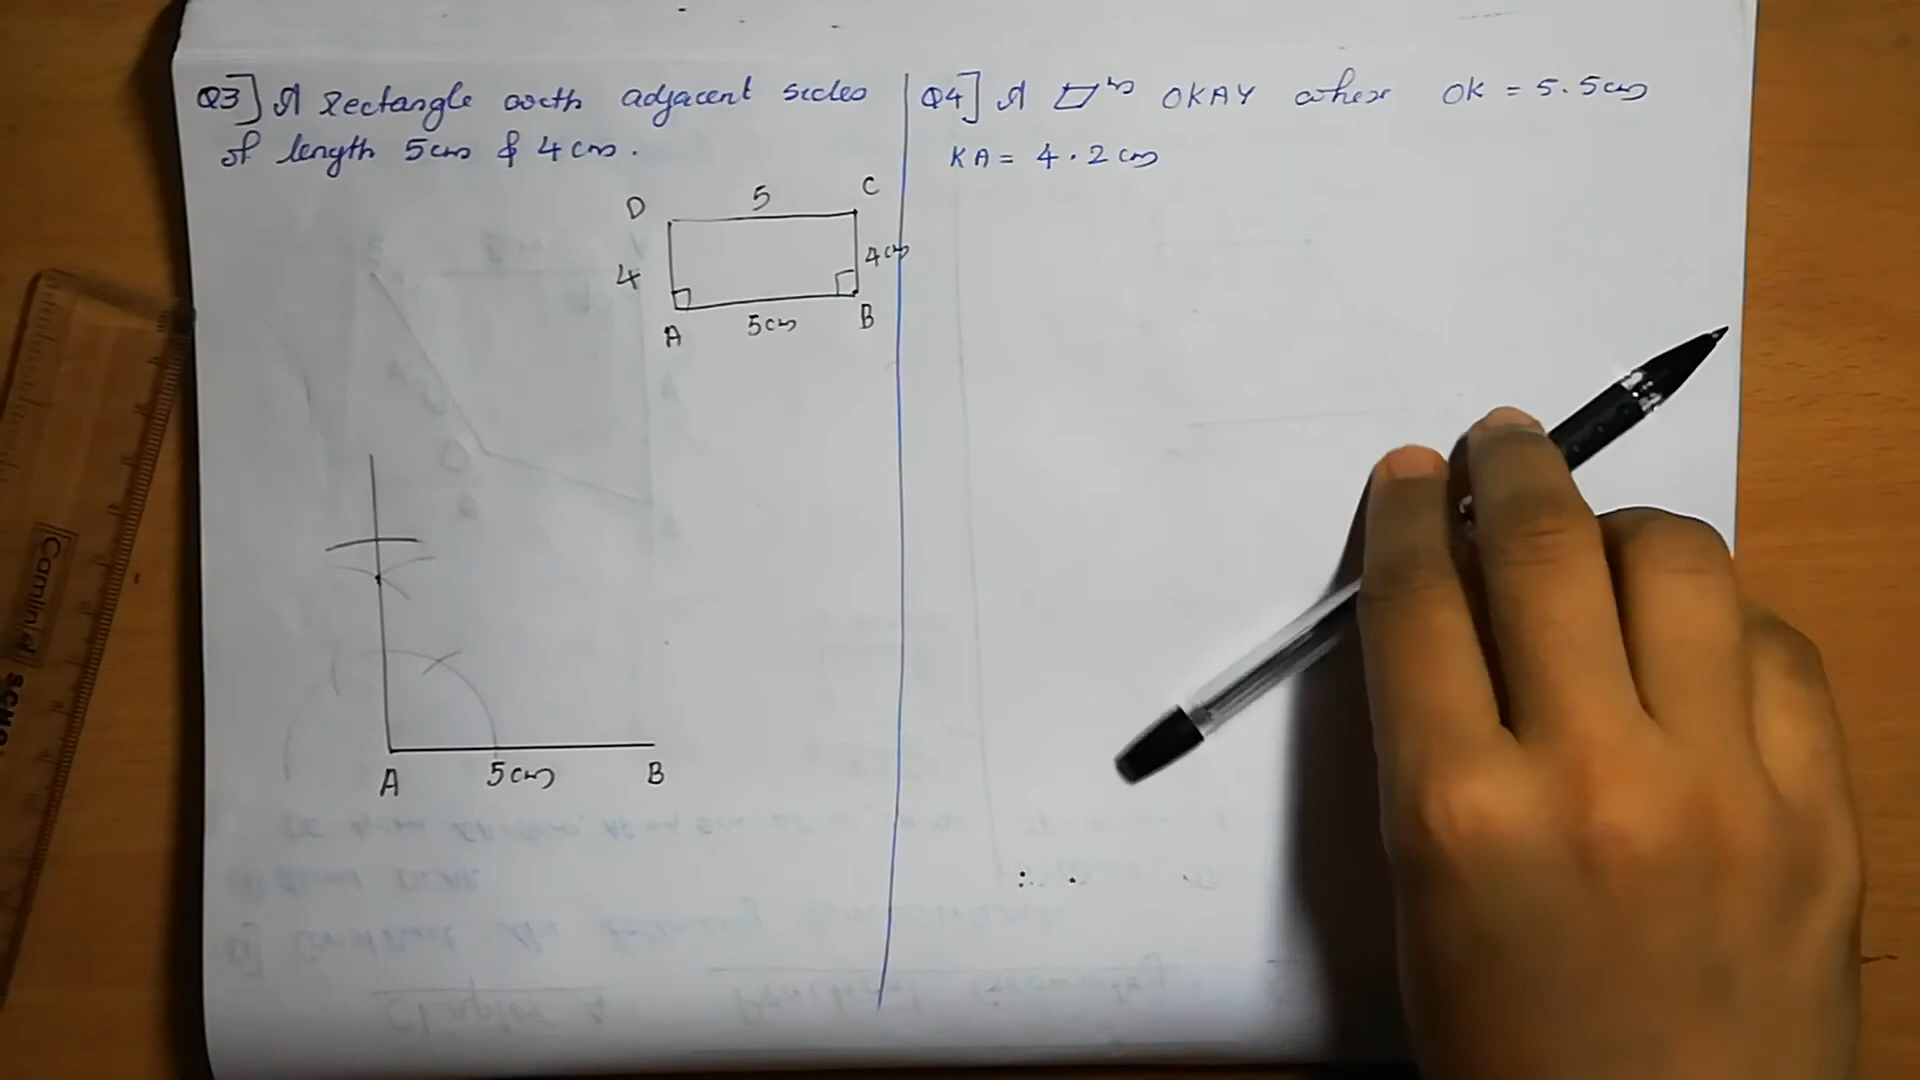 Q3] A rectangle with adjacent sides
of length 5cm & 4cm.
D 5 C
4 4cm
A 5cm B
A 5cm B
Q4] A ▱m OKAY where OK = 5.5cm
KA = 4.2cm
Camlin